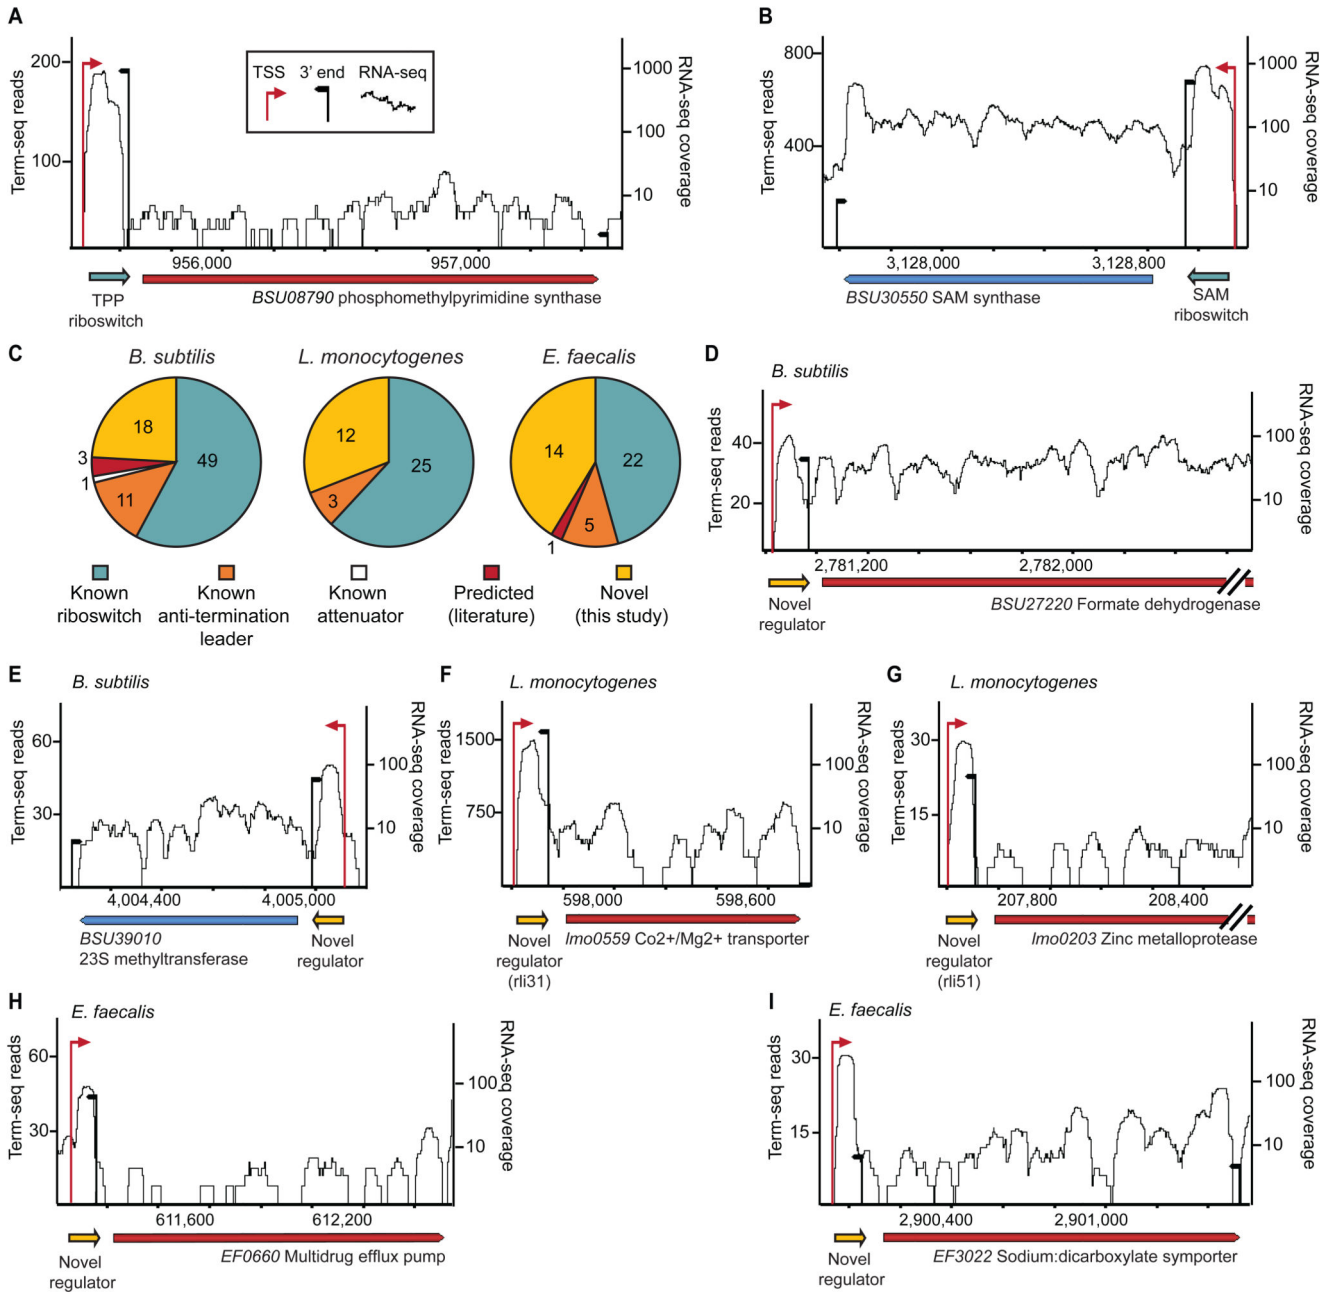 A
Term-seq reads
200
100
TSS
3' end
RNA-seq
1000
100
10
RNA-seq coverage
956,000
957,000
TPP
riboswitch
BSU08790 phosphomethylpyrimidine synthase
B
Term-seq reads
800
400
1000
100
10
RNA-seq coverage
3,128,000
3,128,800
BSU30550 SAM synthase
SAM
riboswitch
C
B. subtilis
L. monocytogenes
E. faecalis
18
49
3
1
11
12
25
3
14
22
5
1
Known
riboswitch
Known
anti-termination
leader
Known
attenuator
Predicted
(literature)
Novel
(this study)
D
B. subtilis
Term-seq reads
40
20
100
10
RNA-seq coverage
2,781,200
2,782,000
Novel
regulator
BSU27220 Formate dehydrogenase
E
B. subtilis
Term-seq reads
60
30
100
10
RNA-seq coverage
4,004,400
4,005,000
BSU39010
23S methyltransferase
Novel
regulator
F
L. monocytogenes
Term-seq reads
1500
750
100
10
RNA-seq coverage
598,000
598,600
Novel
regulator
(rli31)
lmo0559 Co2+/Mg2+ transporter
G
L. monocytogenes
Term-seq reads
30
15
100
10
RNA-seq coverage
207,800
208,400
Novel
regulator
(rli51)
lmo0203 Zinc metalloprotease
H
E. faecalis
Term-seq reads
60
30
100
10
RNA-seq coverage
611,600
612,200
Novel
regulator
EF0660 Multidrug efflux pump
I
E. faecalis
Term-seq reads
30
15
100
10
RNA-seq coverage
2,900,400
2,901,000
Novel
regulator
EF3022 Sodium:dicarboxylate symporter